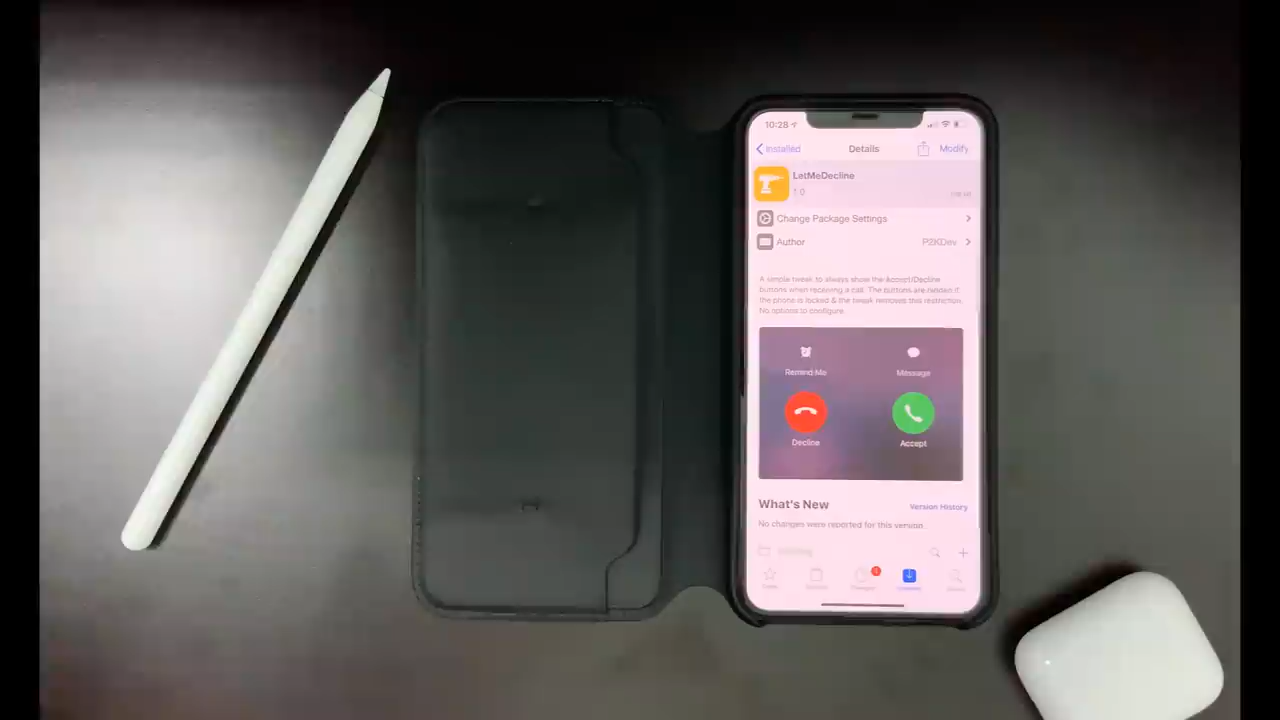 10:28
Installed
Details
Modify
LetMeDecline
1.0
Change Package Settings
Author
P2KDev
A simple tweak to always show the Accept/Decline
buttons when receiving a call. The buttons are hidden if
the phone is locked & the tweak removes this restriction.
No options to configure.
Remind Me
Message
Decline
Accept
What's New
Version History
No changes were reported for this version
1